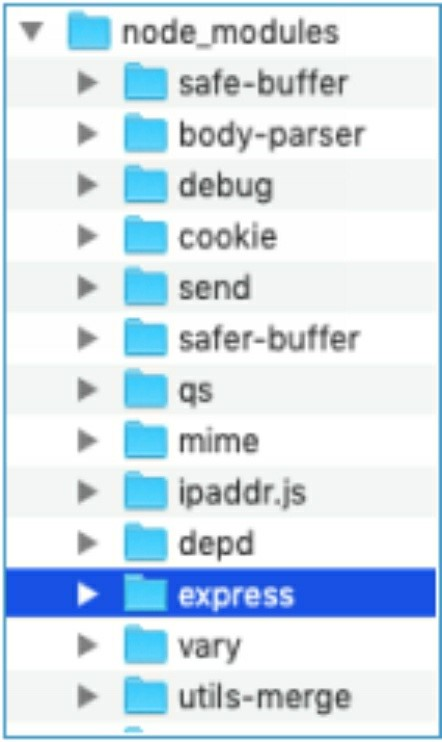 node_modules
safe-buffer
body-parser
debug
cookie
send
safer-buffer
qs
mime
ipaddr.js
depd
express
vary
utils-merge